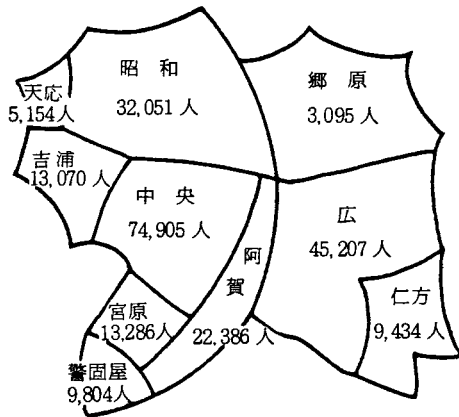 昭和
32,051人
郷原
3,095人
天応
5,154人
吉浦
13,070人
中央
74,905人
広
45,207人
阿賀
22,386人
仁方
9,434人
宮原
13,286人
警固屋
9,804人